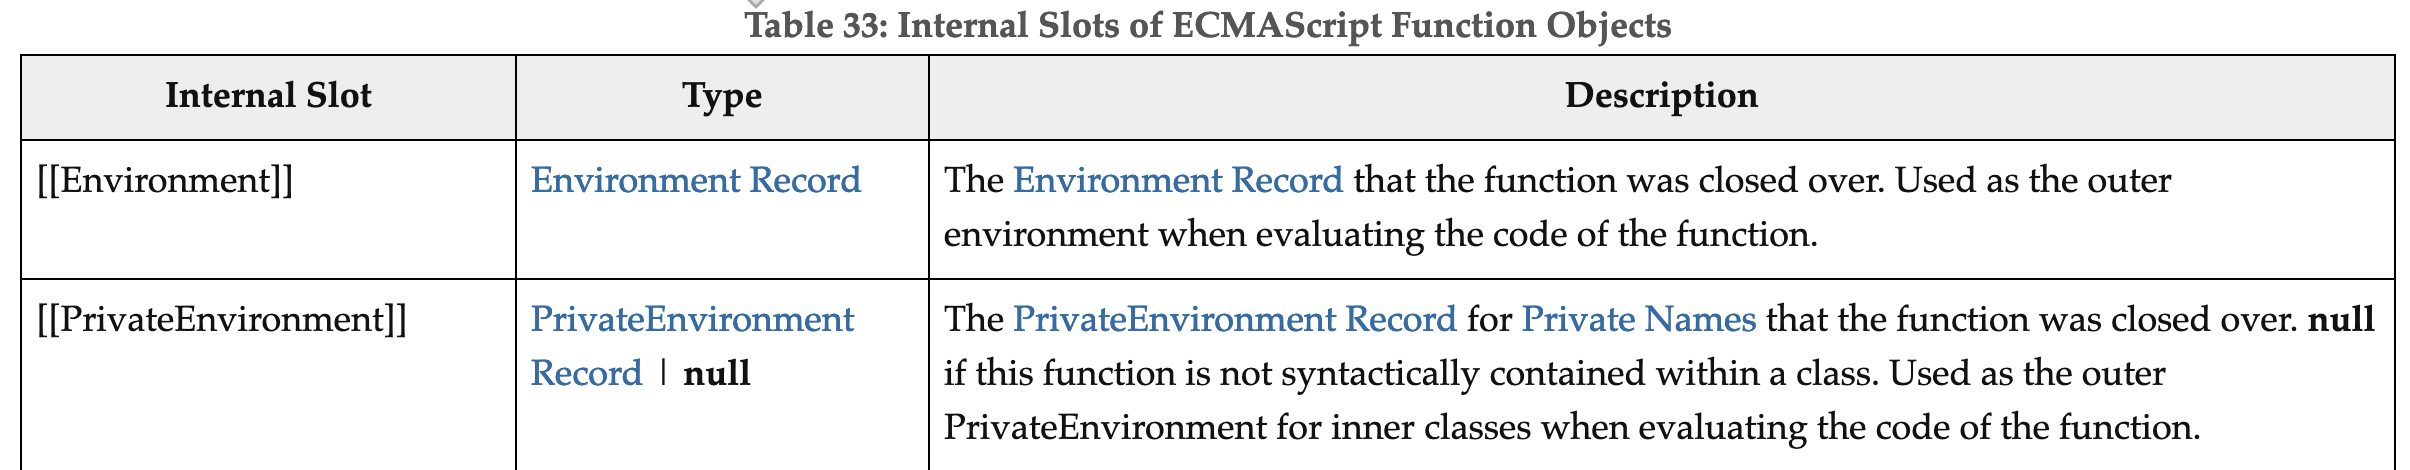 Table 33: Internal Slots of ECMAScript Function Objects
Internal Slot Type Description
[[Environment]] Environment Record The Environment Record that the function was closed over. Used as the outer
environment when evaluating the code of the function.
[[PrivateEnvironment]] PrivateEnvironment The PrivateEnvironment Record for Private Names that the function was closed over. null
Record | null if this function is not syntactically contained within a class. Used as the outer
PrivateEnvironment for inner classes when evaluating the code of the function.